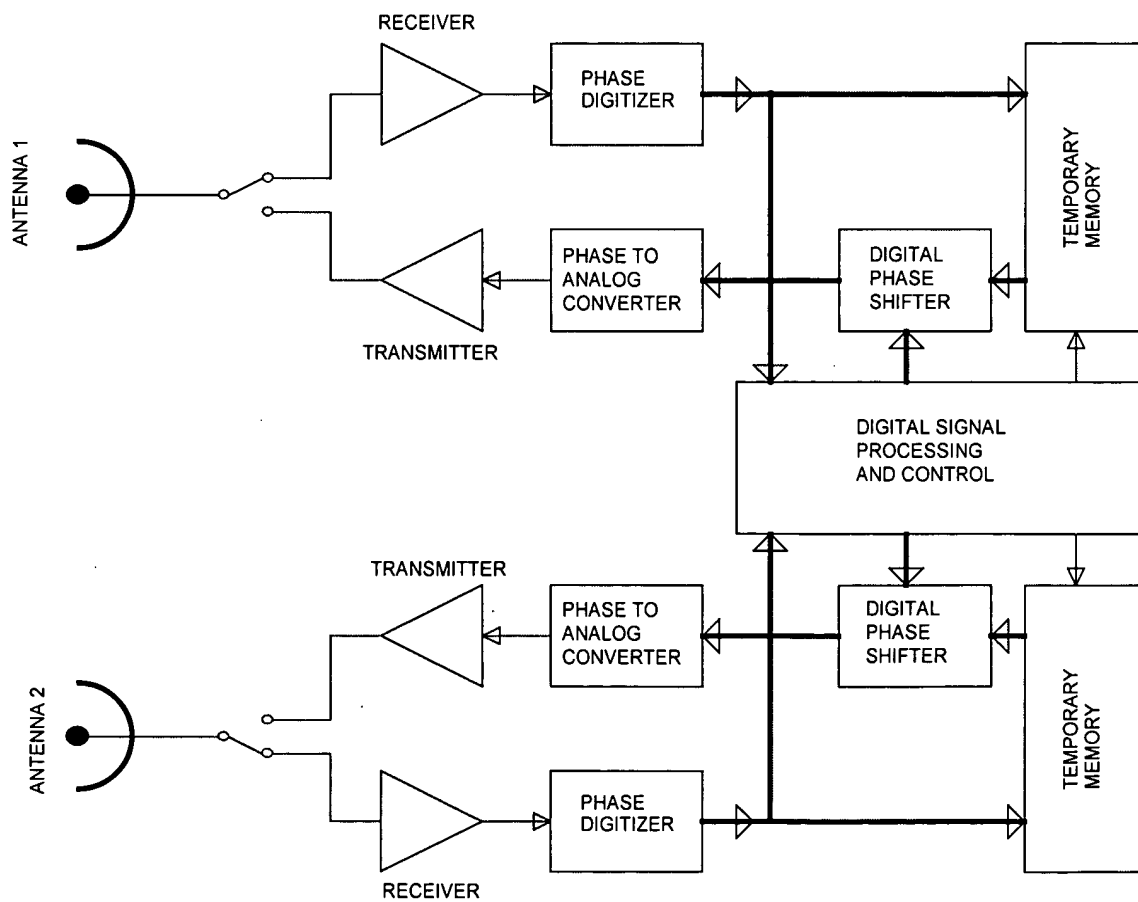 RECEIVER
PHASE
DIGITIZER
ANTENNA 1
TEMPORARY
MEMORY
PHASE TO
ANALOG
CONVERTER
DIGITAL
PHASE
SHIFTER
TRANSMITTER
DIGITAL SIGNAL
PROCESSING
AND CONTROL
TRANSMITTER
PHASE TO
ANALOG
CONVERTER
DIGITAL
PHASE
SHIFTER
ANTENNA 2
TEMPORARY
MEMORY
PHASE
DIGITIZER
RECEIVER